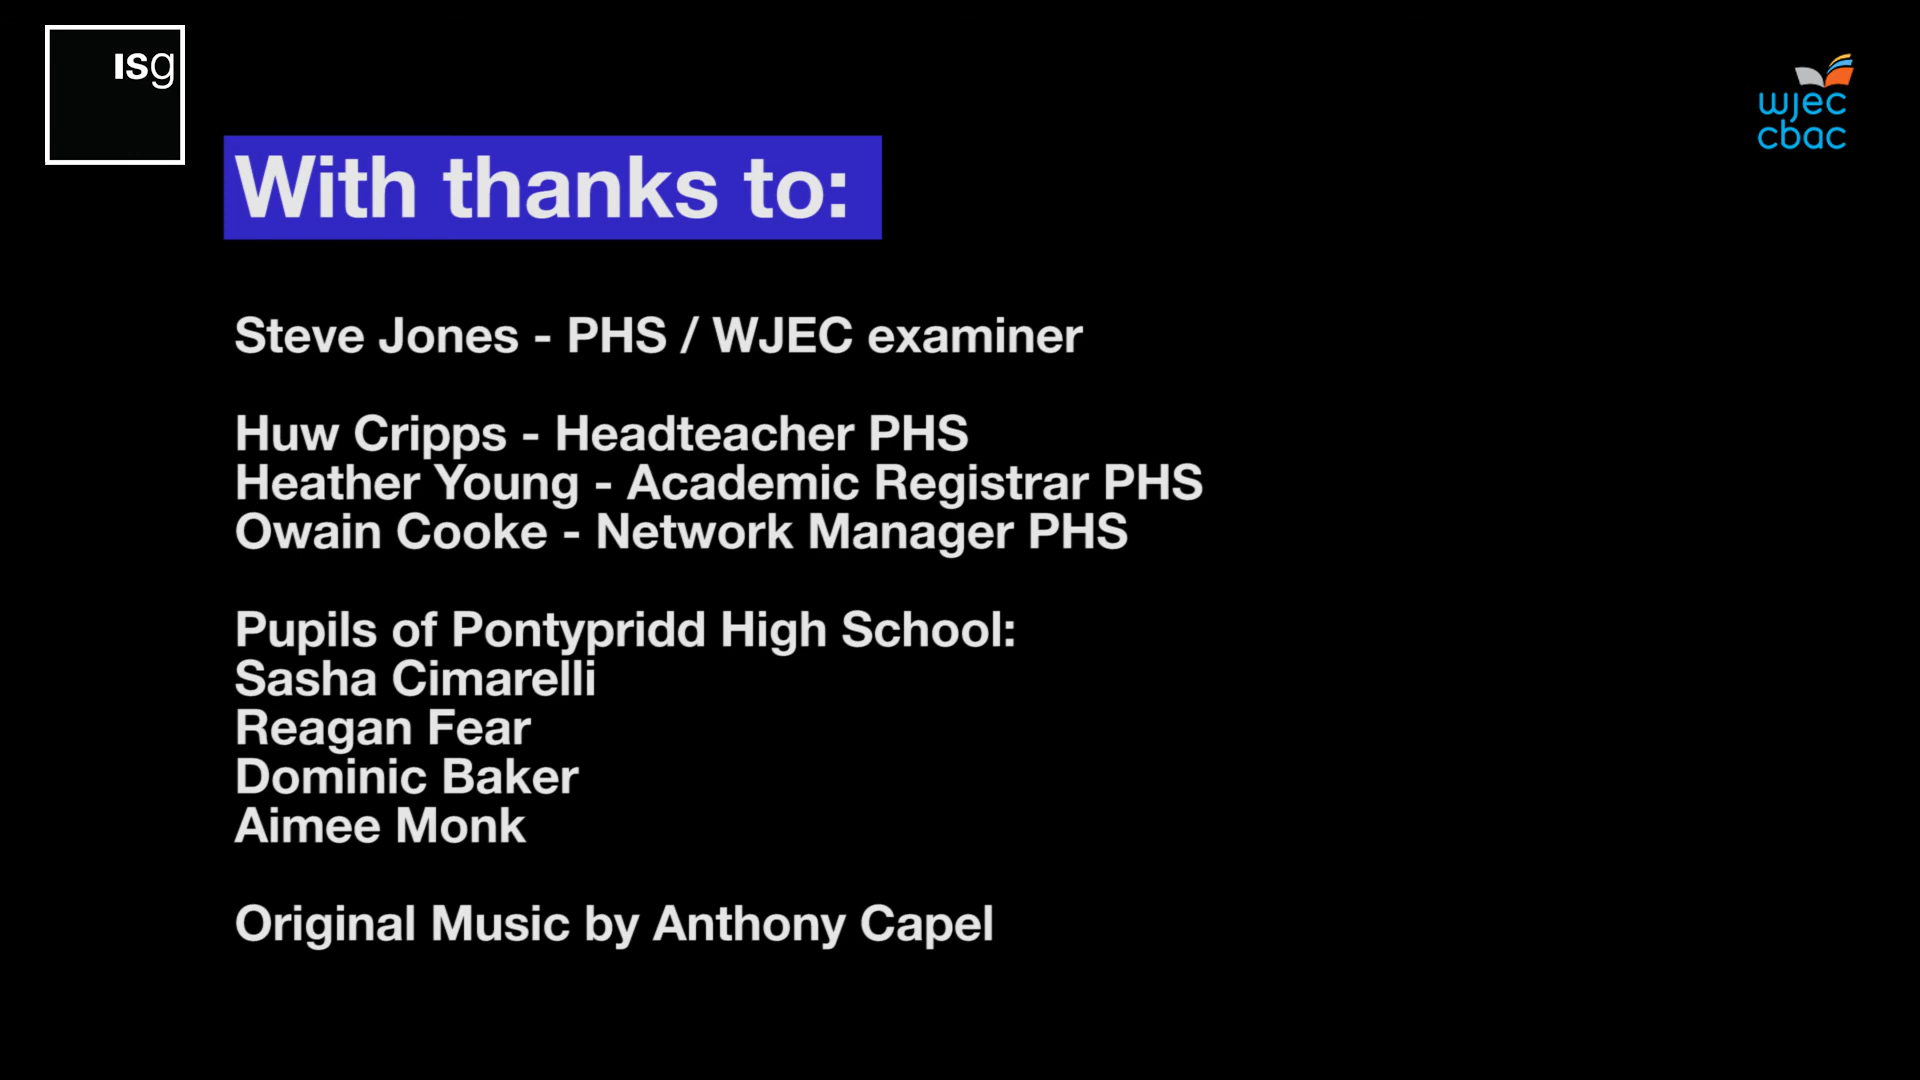 isg
wjec
cbac
With thanks to:
Steve Jones - PHS / WJEC examiner
Huw Cripps - Headteacher PHS
Heather Young - Academic Registrar PHS
Owain Cooke - Network Manager PHS
Pupils of Pontypridd High School:
Sasha Cimarelli
Reagan Fear
Dominic Baker
Aimee Monk
Original Music by Anthony Capel